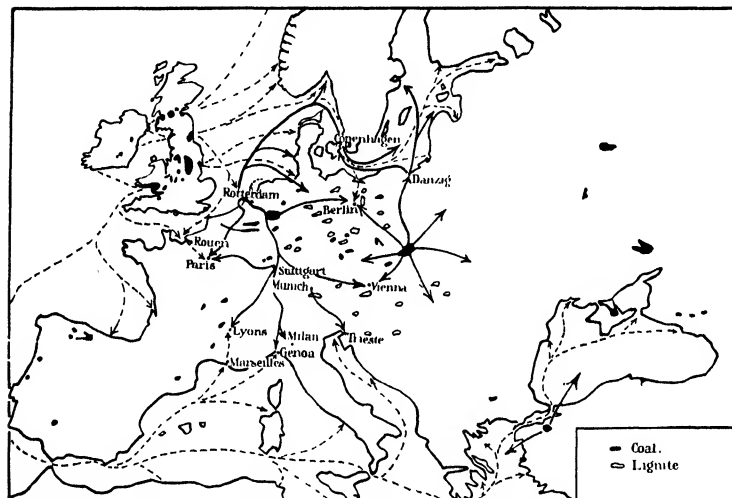 Copenhagen
Danzig
Rotterdam
Berlin
Rouen
Paris
Stuttgart
Munich
Vienna
Lyons
Milan
Trieste
Genoa
Marseilles
Coal.
Lignite